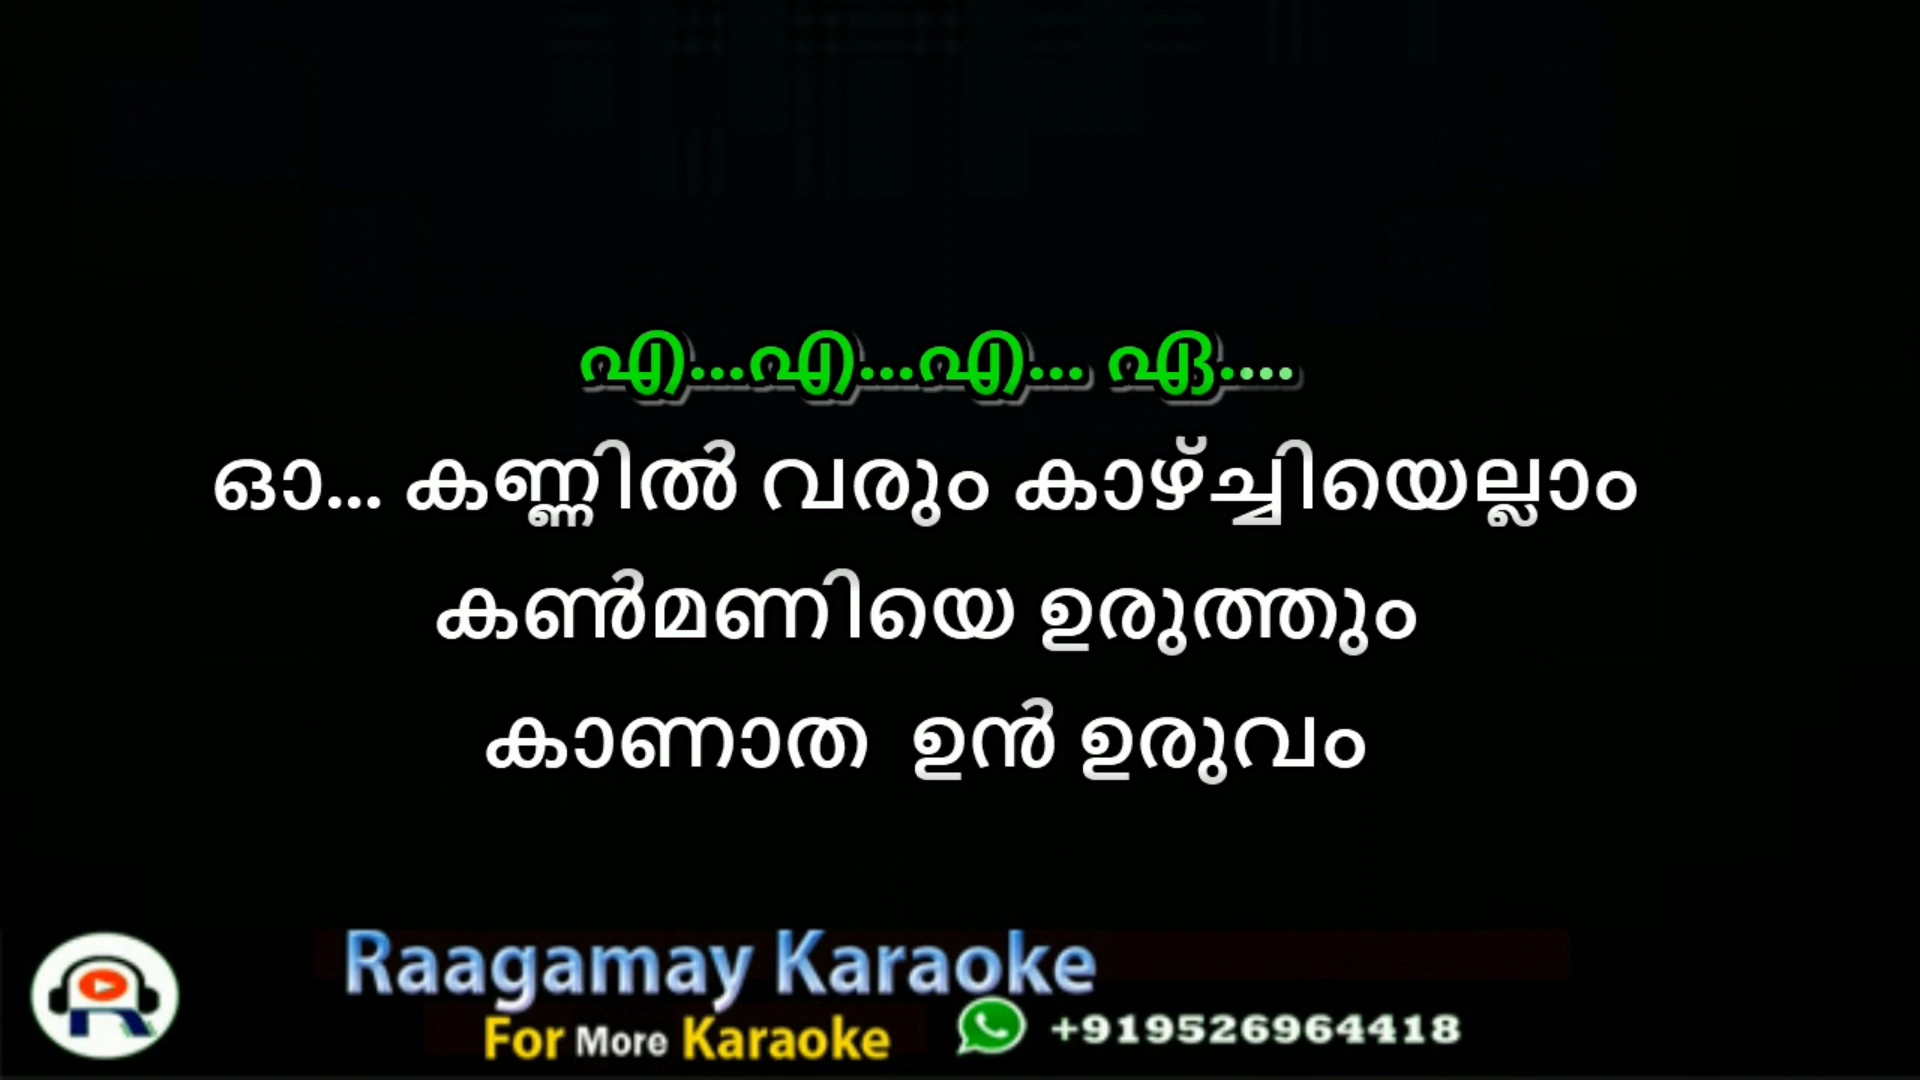 എ...എ...എ... ഏ....
ഓ... കണ്ണിൽ വരും കാഴ്ച്ചിയെല്ലാം
കൺമണിയെ ഉരുത്തും
കാണാത ഉൻ ഉരുവം
Raagamay Karaoke
For More Karaoke +919526964418